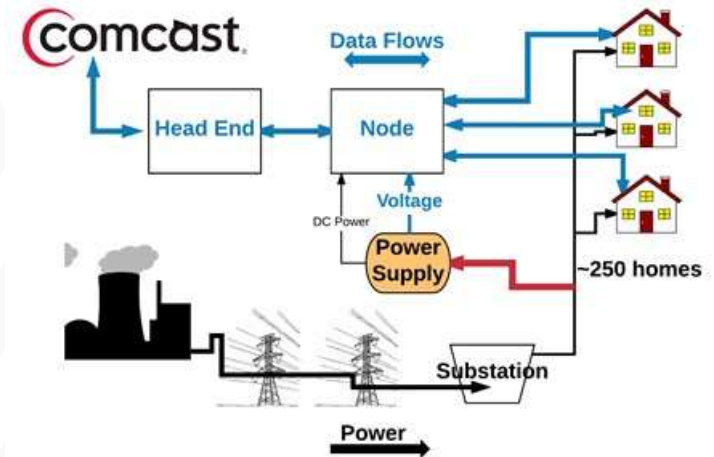 comcast.
Data Flows
Head End
Node
Voltage
DC Power
Power
Supply
~250 homes
Substation
Power